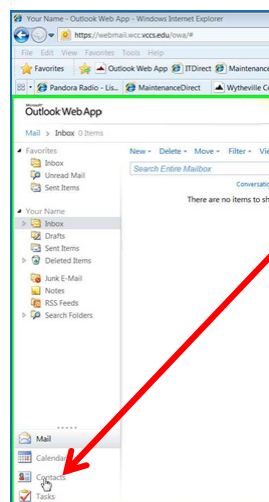 Your Name - Outlook Web App - Windows Internet Explorer
https://webmail.wcc.vccs.edu/owa/#
File Edit View Favorites Tools Help
Favorites Outlook Web App ITDirect Maintenance
Pandora Radio - Lis... MaintenanceDirect Wytheville C
Microsoft
Outlook Web App
Mail > Inbox 0 Items
Favorites
Inbox
Unread Mail
Sent Items
New Delete Move Filter Vie
Search Entire Mailbox
Conversatio
There are no items to sh
Your Name
Inbox
Drafts
Sent Items
Deleted Items
Junk E-Mail
Notes
RSS Feeds
Search Folders
Mail
Calendar
Contacts
Tasks